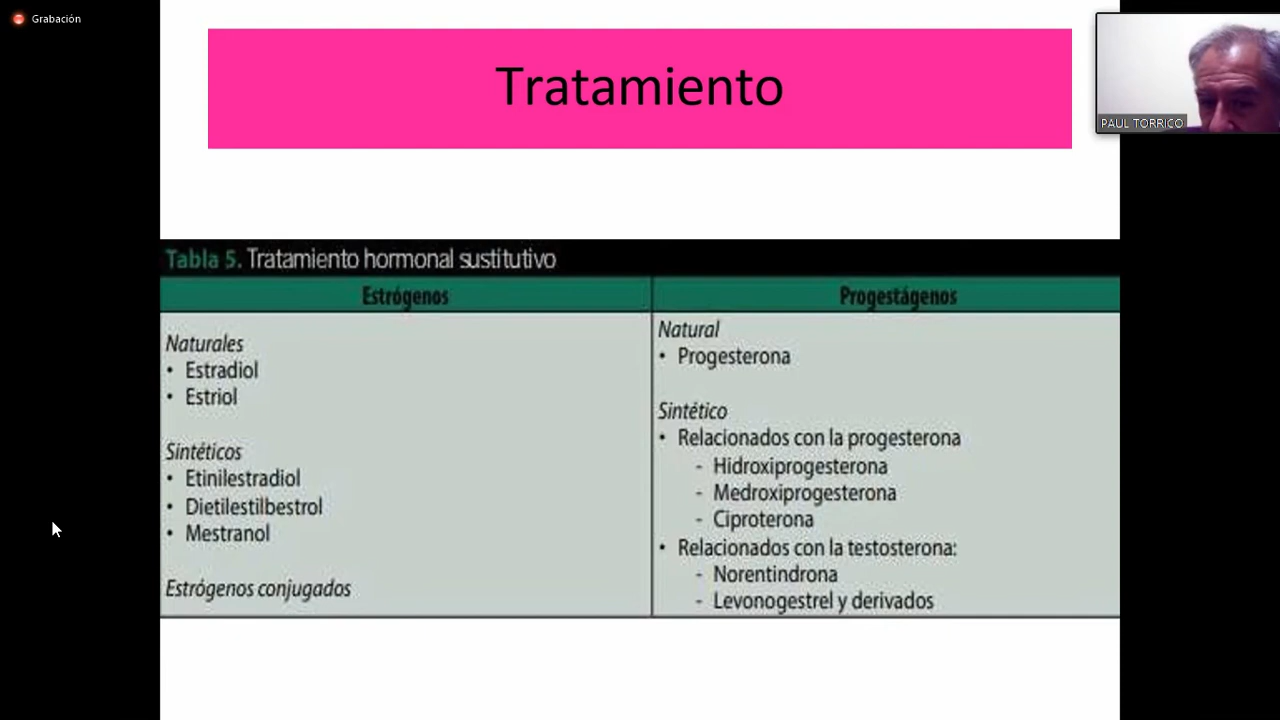 Grabación
Tratamiento
PAUL TORRICO
Tabla 5. Tratamiento hormonal sustitutivo
Estrógenos
Naturales
• Estradiol
• Estriol
Sintéticos
• Etinilestradiol
• Dietilestilbestrol
• Mestranol
Estrógenos conjugados
Progestágenos
Natural
• Progesterona
Sintético
• Relacionados con la progesterona
- Hidroxiprogesterona
- Medroxiprogesterona
- Ciproterona
• Relacionados con la testosterona:
- Norentindrona
- Levonogestrel y derivados